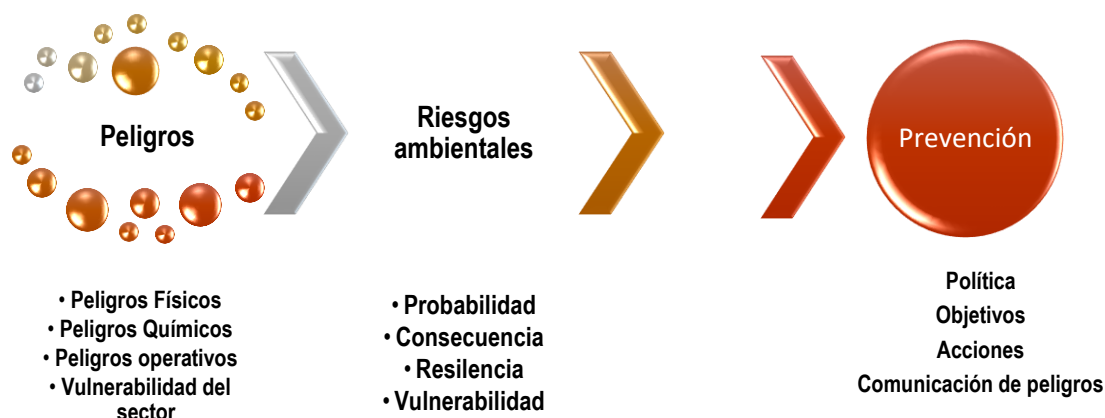 Peligros
• Peligros Físicos
• Peligros Químicos
• Peligros operativos
• Vulnerabilidad del
sector
Riesgos
ambientales
• Probabilidad
• Consecuencia
• Resilencia
• Vulnerabilidad
Prevención
Política
Objetivos
Acciones
Comunicación de peligros